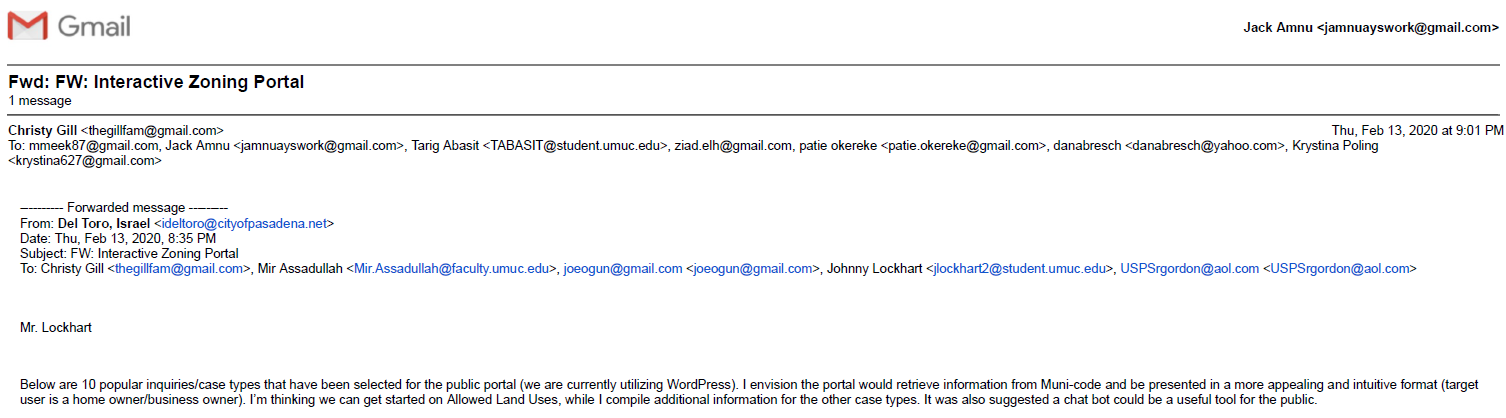 Gmail
Jack Amnu <jamnuayswork@gmail.com>
Fwd: FW: Interactive Zoning Portal
1 message
Christy Gill <thegillfam@gmail.com>
Thu, Feb 13, 2020 at 9:01 PM
To: mmeek87@gmail.com, Jack Amnu <jamnuayswork@gmail.com>, Tarig Abasit <TABASIT@student.umuc.edu>, ziad.elh@gmail.com, patie okereke <patie.okereke@gmail.com>, danabresch <danabresch@yahoo.com>, Krystina Poling
<krystina627@gmail.com>
---------- Forwarded message ---------
From: Del Toro, Israel <ideltoro@cityofpasadena.net>
Date: Thu, Feb 13, 2020, 8:35 PM
Subject: FW: Interactive Zoning Portal
To: Christy Gill <thegillfam@gmail.com>, Mir Assadullah <Mir.Assadullah@faculty.umuc.edu>, joeogun@gmail.com <joeogun@gmail.com>, Johnny Lockhart <jlockhart2@student.umuc.edu>, USPSrgordon@aol.com <USPSrgordon@aol.com>
Mr. Lockhart
Below are 10 popular inquiries/case types that have been selected for the public portal (we are currently utilizing WordPress). I envision the portal would retrieve information from Muni-code and be presented in a more appealing and intuitive format (target
user is a home owner/business owner). I'm thinking we can get started on Allowed Land Uses, while I compile additional information for the other case types. It was also suggested a chat bot could be a useful tool for the public.